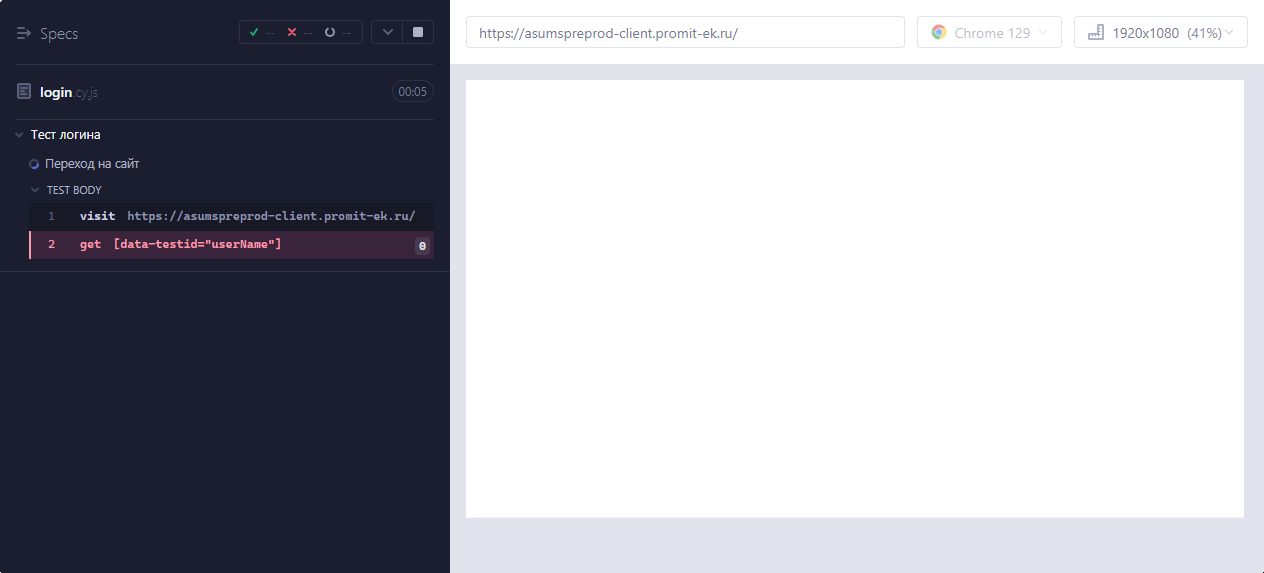 Specs
-- -- --
https://asumspreprod-client.promit-ek.ru/
Chrome 129
1920x1080 (41%)
login.cy.js
00:05
Тест логина
Переход на сайт
TEST BODY
1 visit https://asumspreprod-client.promit-ek.ru/
2 get [data-testid="userName"] 0